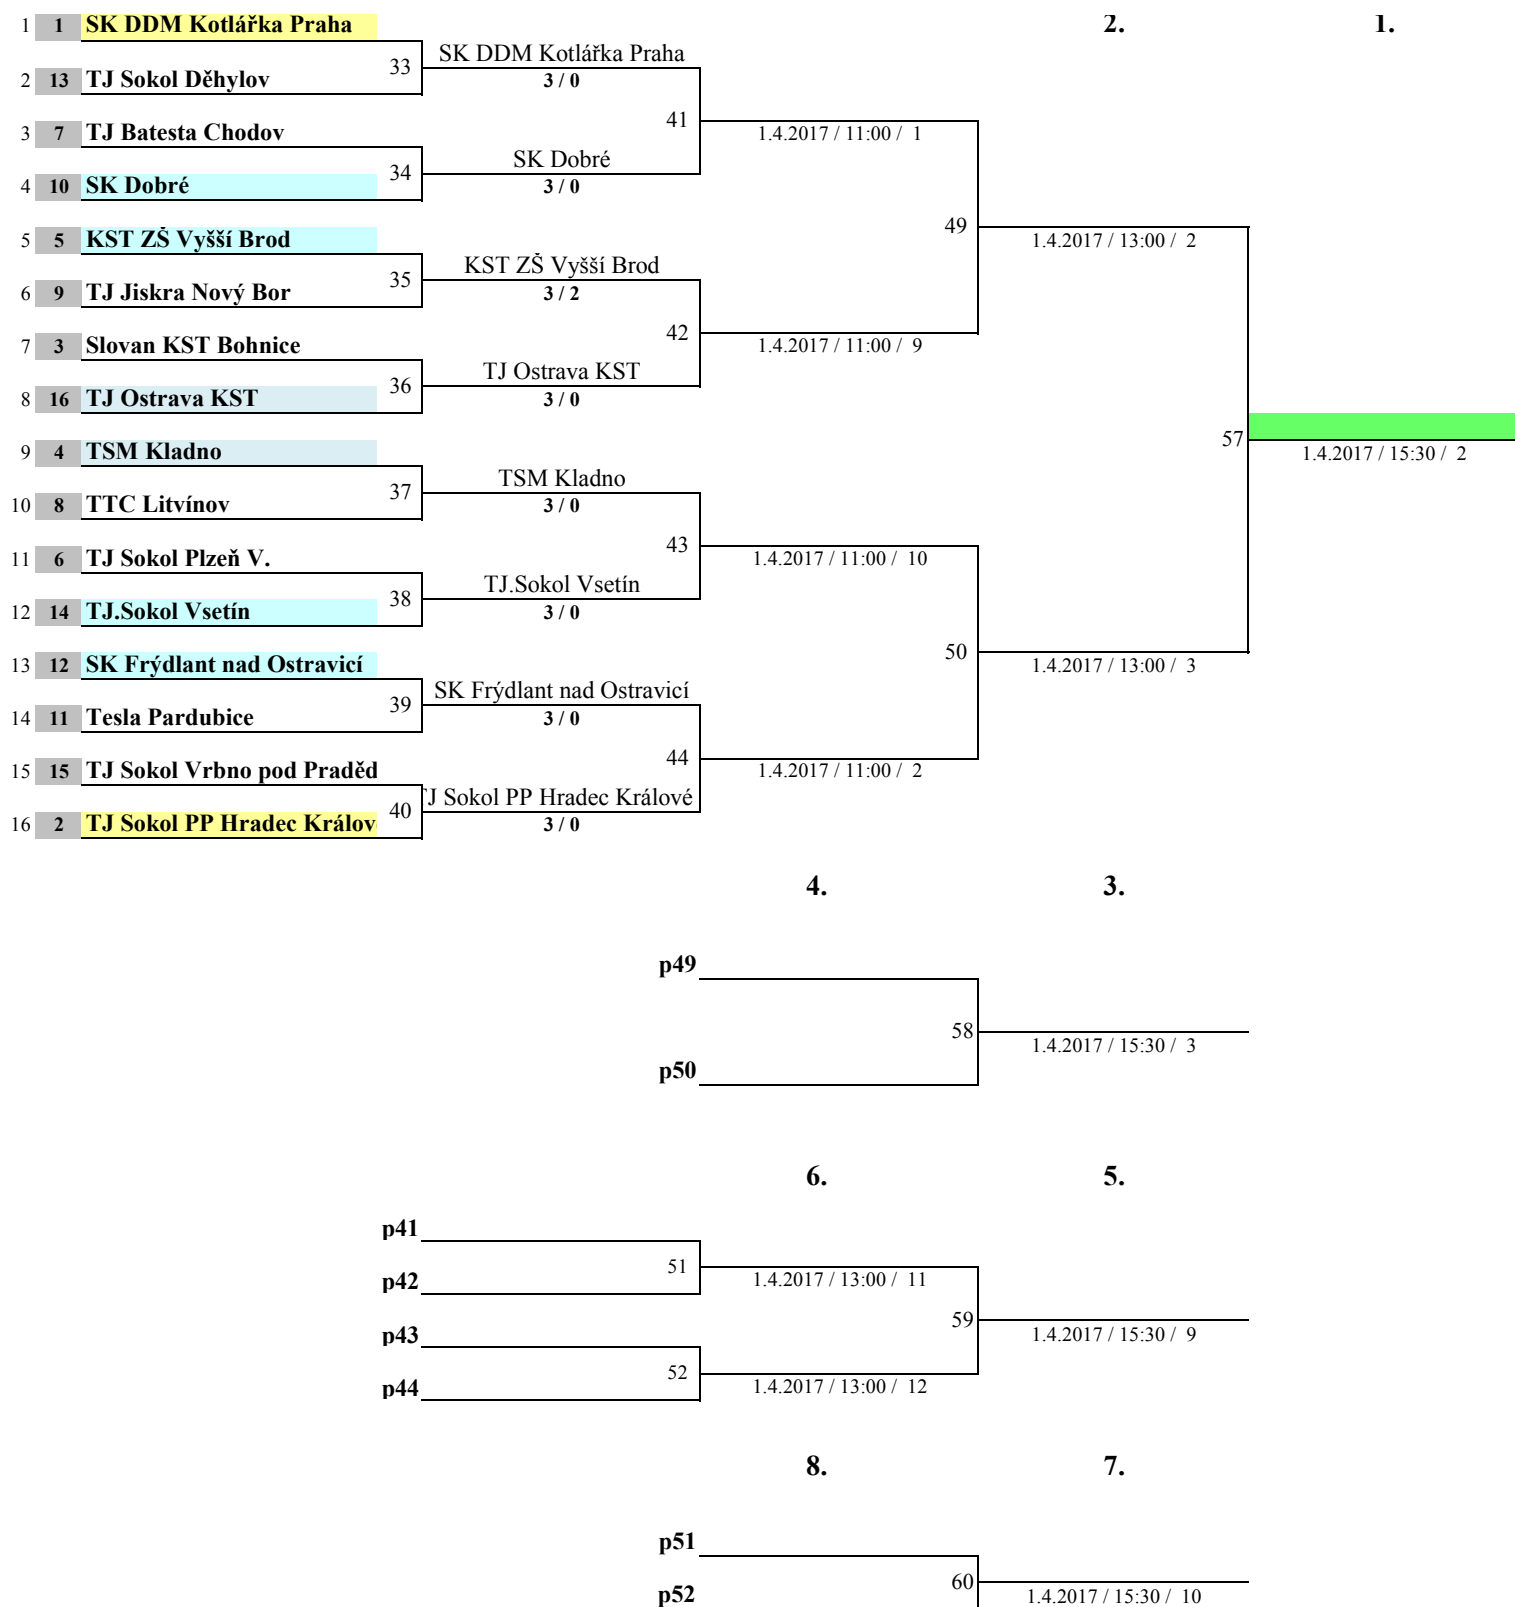 2. 1.
1 1 SK DDM Kotlářka Praha
33 SK DDM Kotlářka Praha
2 13 TJ Sokol Děhylov 3 / 0
41 1.4.2017 / 11:00 / 1
3 7 TJ Batesta Chodov
34 SK Dobré
4 10 SK Dobré 3 / 0
49 1.4.2017 / 13:00 / 2
5 5 KST ZŠ Vyšší Brod
35 KST ZŠ Vyšší Brod
6 9 TJ Jiskra Nový Bor 3 / 2
42 1.4.2017 / 11:00 / 9
7 3 Slovan KST Bohnice
36 TJ Ostrava KST
8 16 TJ Ostrava KST 3 / 0
57 1.4.2017 / 15:30 / 2
9 4 TSM Kladno
37 TSM Kladno
10 8 TTC Litvínov 3 / 0
43 1.4.2017 / 11:00 / 10
11 6 TJ Sokol Plzeň V.
38 TJ.Sokol Vsetín
12 14 TJ.Sokol Vsetín 3 / 0
50 1.4.2017 / 13:00 / 3
13 12 SK Frýdlant nad Ostravicí
39 SK Frýdlant nad Ostravicí
14 11 Tesla Pardubice 3 / 0
44 1.4.2017 / 11:00 / 2
15 15 TJ Sokol Vrbno pod Praděd
40 J Sokol PP Hradec Králové
16 2 TJ Sokol PP Hradec Králov 3 / 0
4. 3.
p49
58 1.4.2017 / 15:30 / 3
p50
6. 5.
p41
51 1.4.2017 / 13:00 / 11
p42
59 1.4.2017 / 15:30 / 9
p43
52 1.4.2017 / 13:00 / 12
p44
8. 7.
p51
60 1.4.2017 / 15:30 / 10
p52